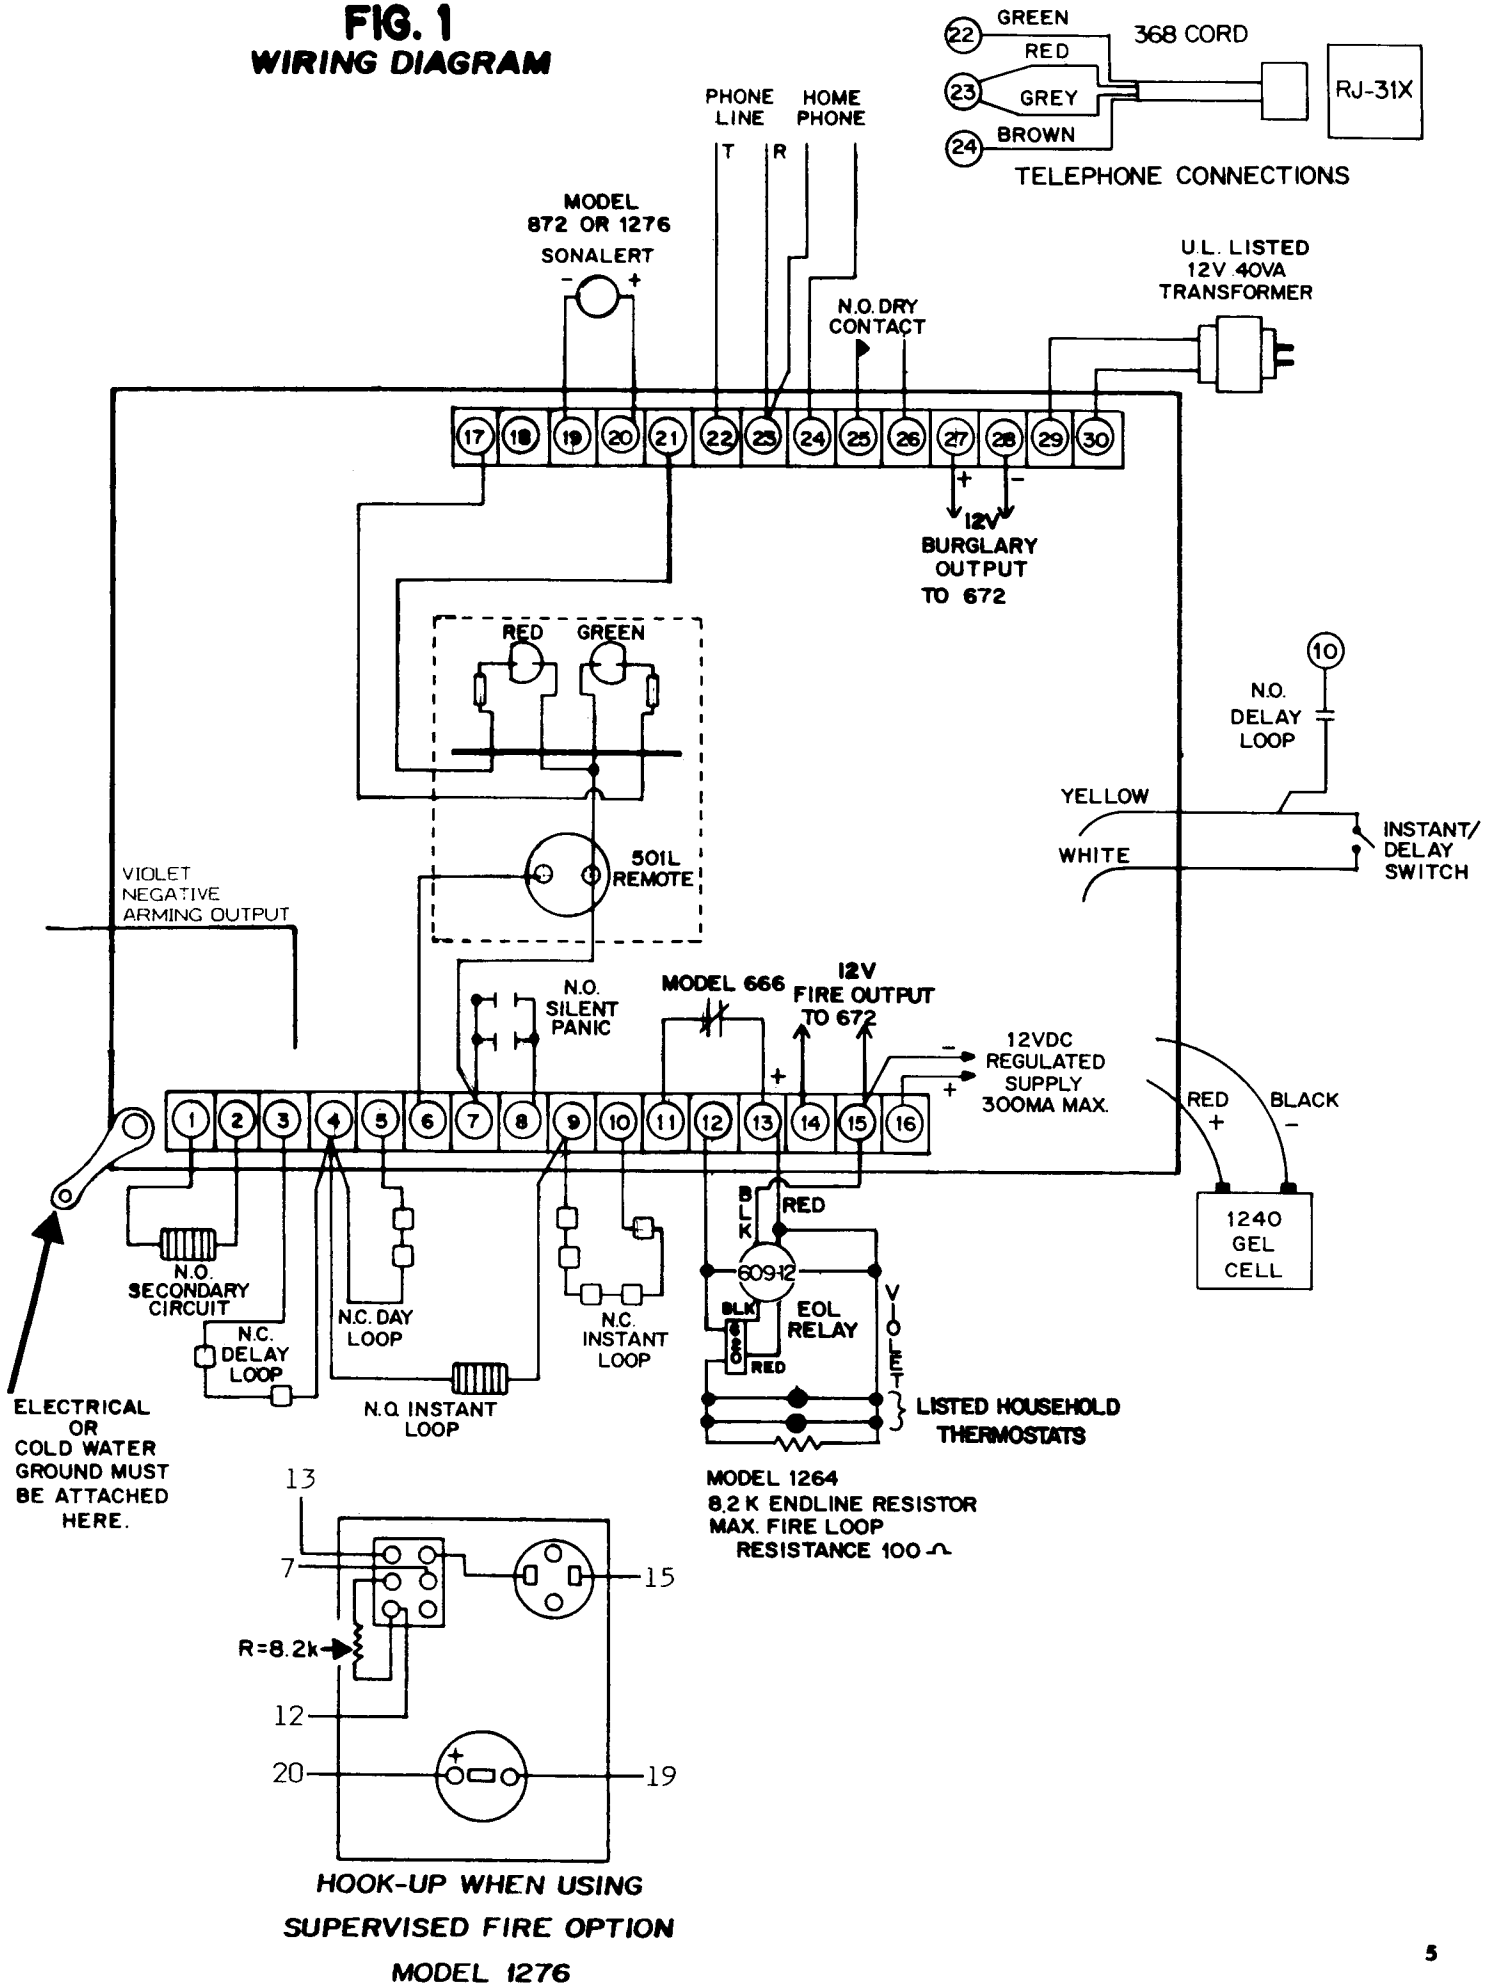 FIG. 1
WIRING DIAGRAM
22
GREEN
368 CORD
RED
23
GREY
RJ-31X
24
BROWN
TELEPHONE CONNECTIONS
PHONE
LINE
HOME
PHONE
T
R
MODEL
872 OR 1276
SONALERT
-
+
N.O. DRY
CONTACT
U.L. LISTED
12V 40VA
TRANSFORMER
17 18 19 20 21 22 23 24 25 26 27 28 29 30
+
-
12V
BURGLARY
OUTPUT
TO 672
RED
GREEN
10
N.O.
DELAY
LOOP
YELLOW
WHITE
INSTANT/
DELAY
SWITCH
501L
REMOTE
VIOLET
NEGATIVE
ARMING OUTPUT
N.O.
SILENT
PANIC
MODEL 666
12V
FIRE OUTPUT
TO 672
+
-
+
12VDC
REGULATED
SUPPLY
300MA MAX.
RED
+
BLACK
-
1 2 3 4 5 6 7 8 9 10 11 12 13 14 15 16
1240
GEL
CELL
N.O.
SECONDARY
CIRCUIT
N.C.
DELAY
LOOP
N.C. DAY
LOOP
N.O. INSTANT
LOOP
N.C.
INSTANT
LOOP
BLK
RED
609-12
BLK
EOL
RELAY
RED
VIOLET
LISTED HOUSEHOLD
THERMOSTATS
ELECTRICAL
OR
COLD WATER
GROUND MUST
BE ATTACHED
HERE.
MODEL 1264
8.2 K ENDLINE RESISTOR
MAX. FIRE LOOP
RESISTANCE 100 Ω
13
7
15
R=8.2k
12
+
20
19
HOOK-UP WHEN USING
SUPERVISED FIRE OPTION
MODEL 1276
5